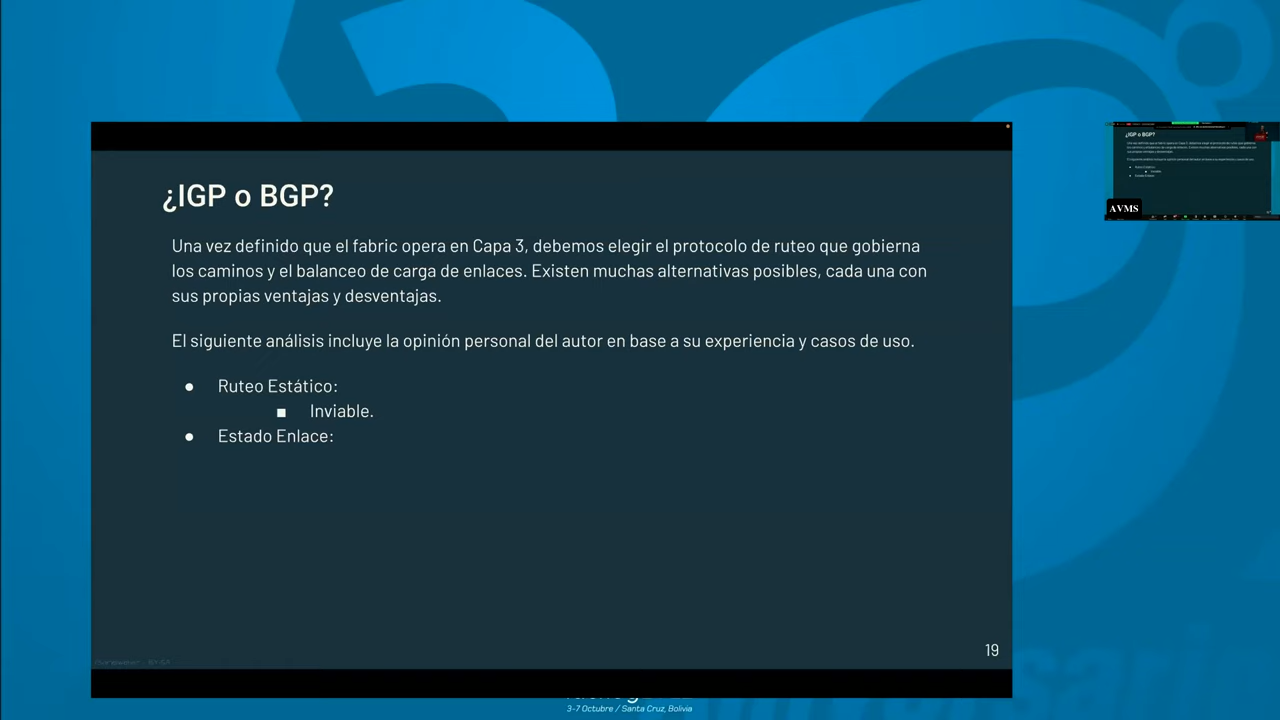 ¿IGP o BGP?
Una vez definido que el fabric opera en Capa 3, debemos elegir el protocolo de ruteo que gobierna
los caminos y el balanceo de carga de enlaces. Existen muchas alternativas posibles, cada una con
sus propias ventajas y desventajas.
El siguiente análisis incluye la opinión personal del autor en base a su experiencia y casos de uso.
● Ruteo Estático:
■ Inviable.
● Estado Enlace:
19
AVMS
¿IGP o BGP?
3-7 Octubre / Santa Cruz, Bolivia